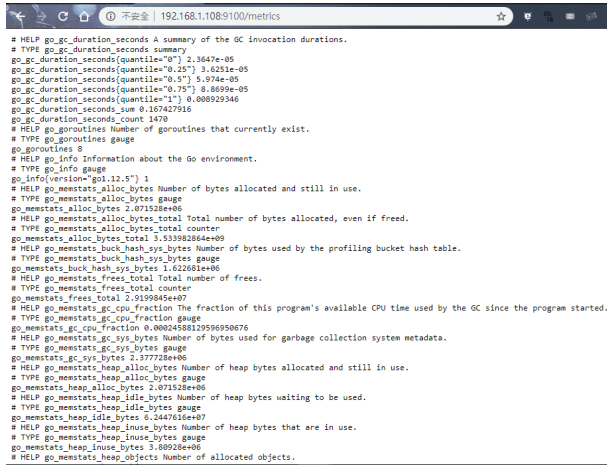 不安全 | 192.168.1.108:9100/metrics
# HELP go_gc_duration_seconds A summary of the GC invocation durations.
# TYPE go_gc_duration_seconds summary
go_gc_duration_seconds{quantile="0"} 2.3647e-05
go_gc_duration_seconds{quantile="0.25"} 3.6251e-05
go_gc_duration_seconds{quantile="0.5"} 5.974e-05
go_gc_duration_seconds{quantile="0.75"} 8.8699e-05
go_gc_duration_seconds{quantile="1"} 0.008929346
go_gc_duration_seconds_sum 0.167427916
go_gc_duration_seconds_count 1470
# HELP go_goroutines Number of goroutines that currently exist.
# TYPE go_goroutines gauge
go_goroutines 8
# HELP go_info Information about the Go environment.
# TYPE go_info gauge
go_info{version="go1.12.5"} 1
# HELP go_memstats_alloc_bytes Number of bytes allocated and still in use.
# TYPE go_memstats_alloc_bytes gauge
go_memstats_alloc_bytes 2.071528e+06
# HELP go_memstats_alloc_bytes_total Total number of bytes allocated, even if freed.
# TYPE go_memstats_alloc_bytes_total counter
go_memstats_alloc_bytes_total 3.533982864e+09
# HELP go_memstats_buck_hash_sys_bytes Number of bytes used by the profiling bucket hash table.
# TYPE go_memstats_buck_hash_sys_bytes gauge
go_memstats_buck_hash_sys_bytes 1.622681e+06
# HELP go_memstats_frees_total Total number of frees.
# TYPE go_memstats_frees_total counter
go_memstats_frees_total 2.9199845e+07
# HELP go_memstats_gc_cpu_fraction The fraction of this program's available CPU time used by the GC since the program started.
# TYPE go_memstats_gc_cpu_fraction gauge
go_memstats_gc_cpu_fraction 0.00024588129596950676
# HELP go_memstats_gc_sys_bytes Number of bytes used for garbage collection system metadata.
# TYPE go_memstats_gc_sys_bytes gauge
go_memstats_gc_sys_bytes 2.377728e+06
# HELP go_memstats_heap_alloc_bytes Number of heap bytes allocated and still in use.
# TYPE go_memstats_heap_alloc_bytes gauge
go_memstats_heap_alloc_bytes 2.071528e+06
# HELP go_memstats_heap_idle_bytes Number of heap bytes waiting to be used.
# TYPE go_memstats_heap_idle_bytes gauge
go_memstats_heap_idle_bytes 6.2447616e+07
# HELP go_memstats_heap_inuse_bytes Number of heap bytes that are in use.
# TYPE go_memstats_heap_inuse_bytes gauge
go_memstats_heap_inuse_bytes 3.80928e+06
# HELP go_memstats_heap_objects Number of allocated objects.